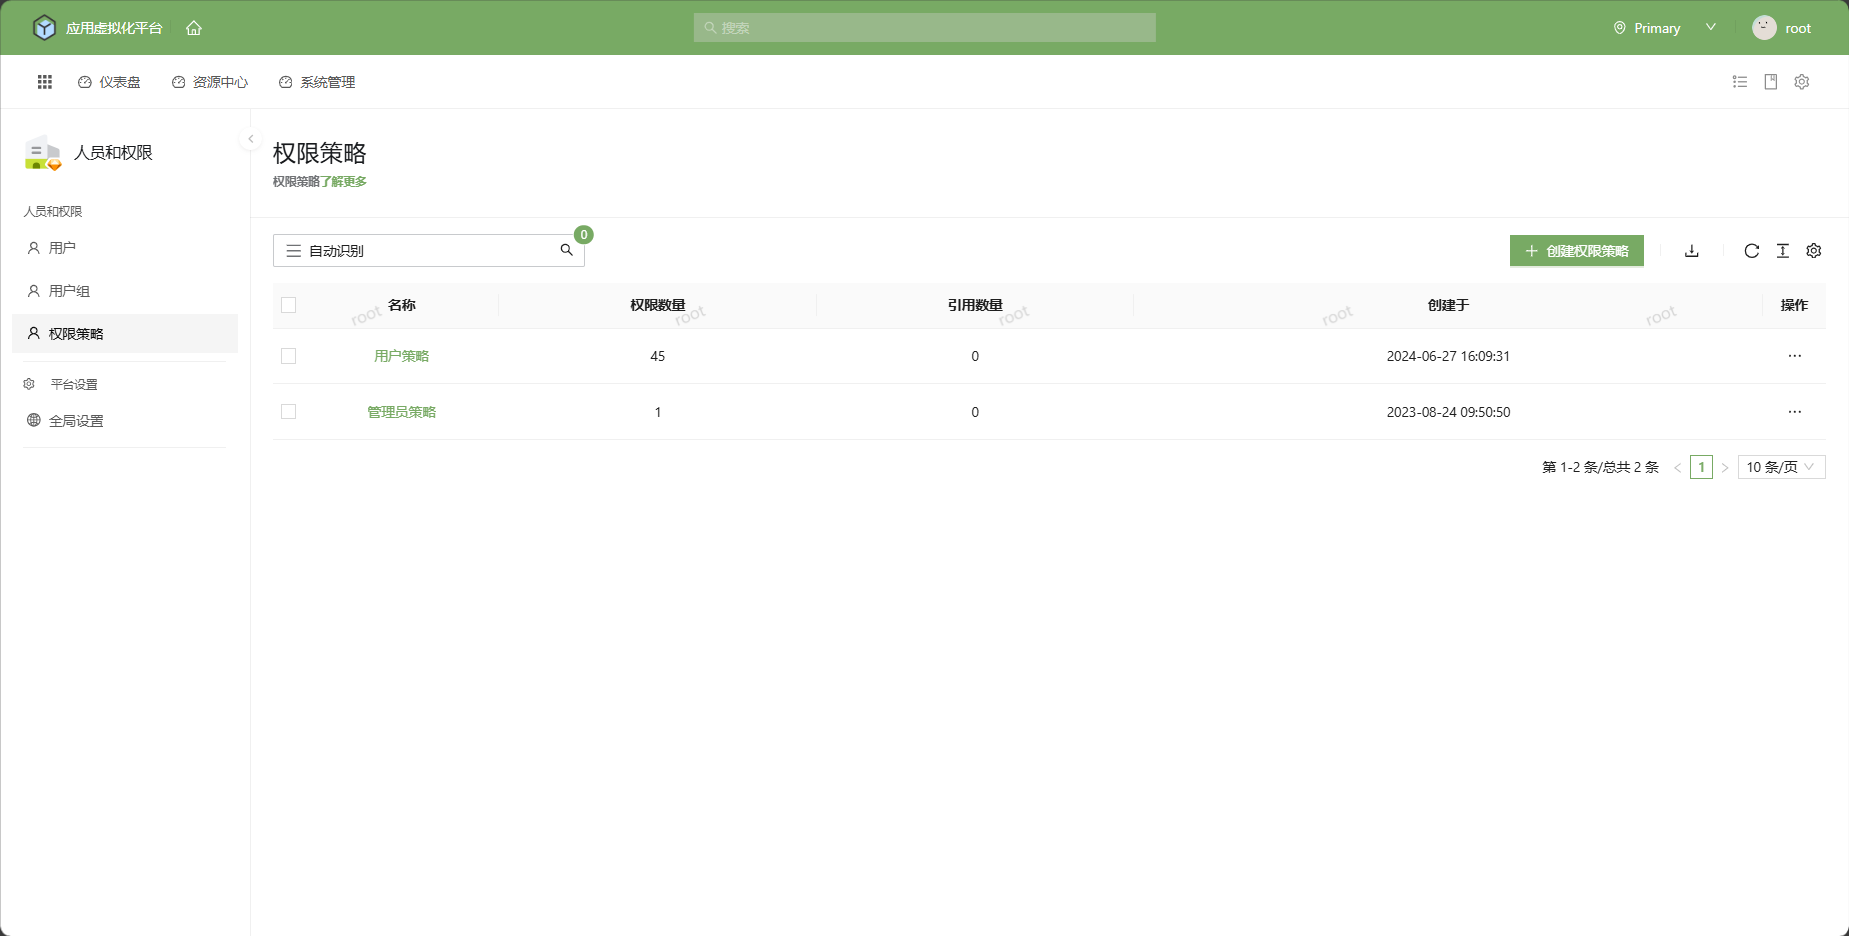 应用虚拟化平台
搜索
Primary
root
仪表盘
资源中心
系统管理
人员和权限
人员和权限
用户
用户组
权限策略
平台设置
全局设置
权限策略
权限策略了解更多
自动识别
0
创建权限策略
名称 权限数量 引用数量 创建于 操作
root root root root root
用户策略 45 0 2024-06-27 16:09:31 ···
管理员策略 1 0 2023-08-24 09:50:50 ···
第 1-2 条/总共 2 条 < 1 > 10 条/页